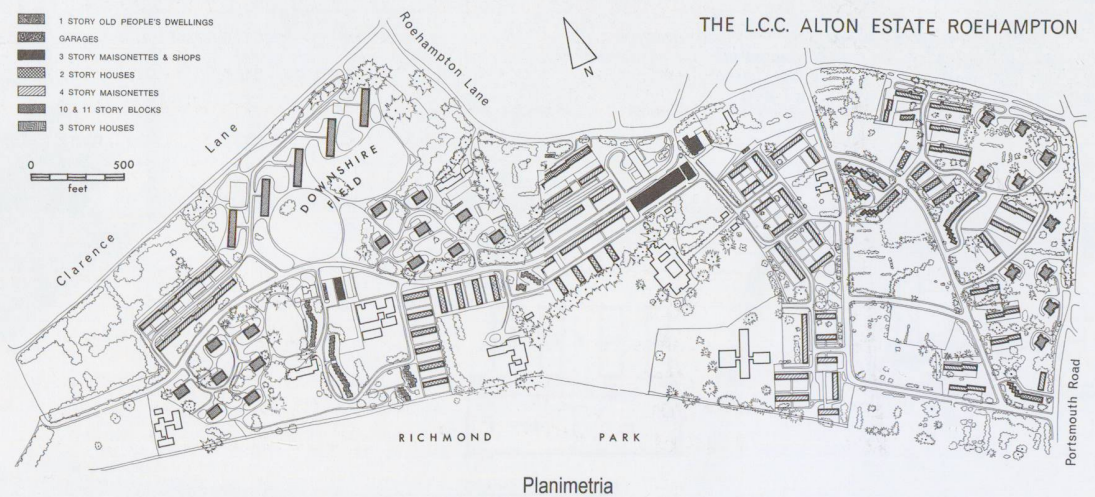 THE L.C.C. ALTON ESTATE ROEHAMPTON
1 STORY OLD PEOPLE'S DWELLINGS
GARAGES
3 STORY MAISONETTES & SHOPS
2 STORY HOUSES
4 STORY MAISONETTES
10 & 11 STORY BLOCKS
3 STORY HOUSES
0 500
feet
Roehampton Lane
N
Clarence Lane
DOWNSHIRE
FIELD
RICHMOND PARK
Portsmouth Road
Planimetria